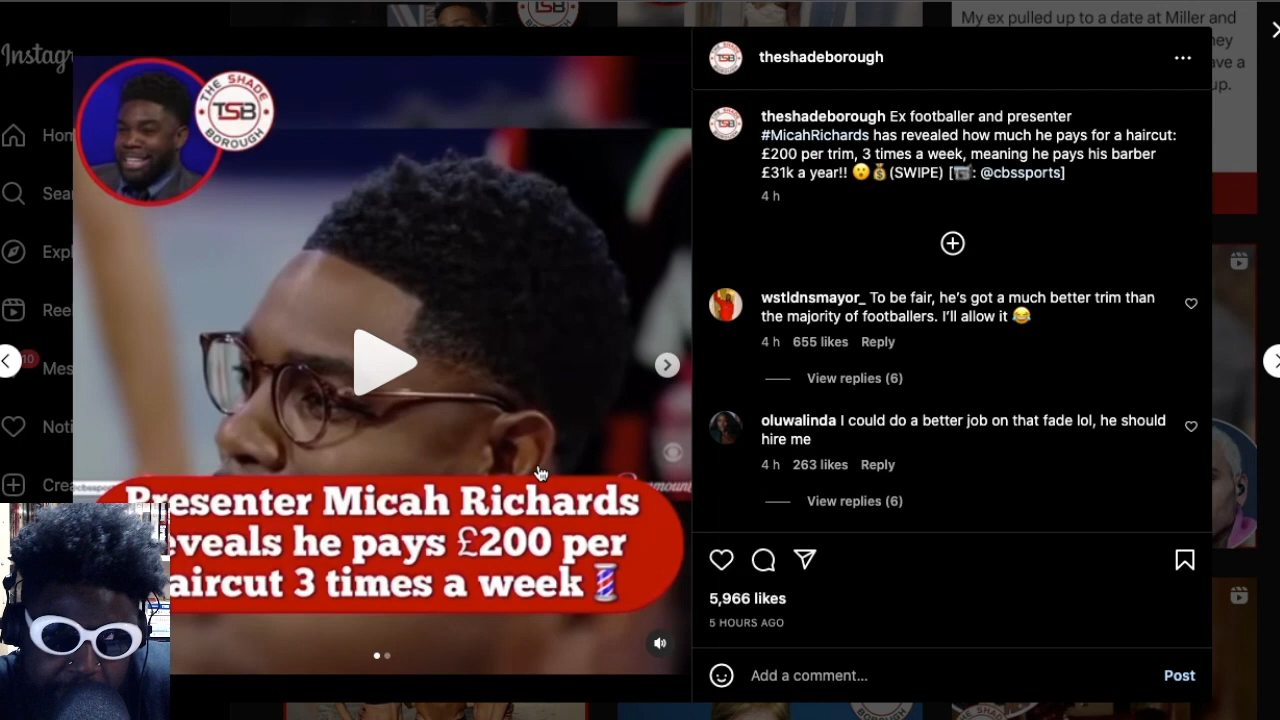 My ex pulled up to a date at Miller and
Instagr
theshadeborough
...
THE SHADE
TSB
BOROUGH
theshadeborough Ex footballer and presenter
#MicahRichards has revealed how much he pays for a haircut:
£200 per trim, 3 times a week, meaning he pays his barber
£31k a year!! 😮💰(SWIPE) [📹: @cbssports]
4 h
Hom
Sear
Expl
Ree
10
Mes
Noti
Crea
wstldnsmayor_ To be fair, he's got a much better trim than
the majority of footballers. I'll allow it 😂
4 h 655 likes Reply
View replies (6)
oluwalinda I could do a better job on that fade lol, he should
hire me
4 h 263 likes Reply
View replies (6)
Presenter Micah Richards
eveals he pays £200 per
aircut 3 times a week 💈
5,966 likes
5 HOURS AGO
Add a comment...
Post